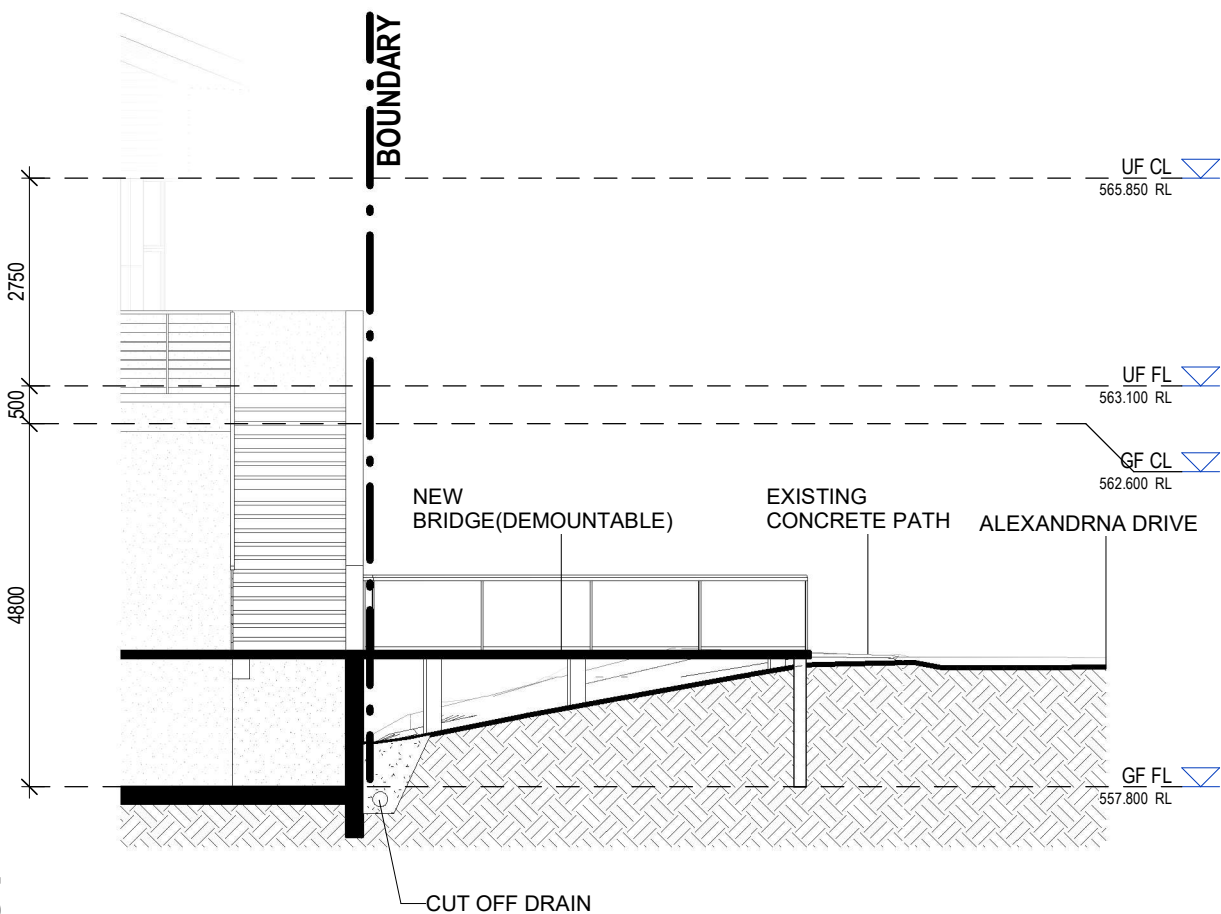 BOUNDARY
UF CL
565.850 RL
2750
UF FL
563.100 RL
500
GF CL
562.600 RL
NEW
BRIDGE(DEMOUNTABLE)
EXISTING
CONCRETE PATH
ALEXANDRNA DRIVE
4800
GF FL
557.800 RL
CUT OFF DRAIN